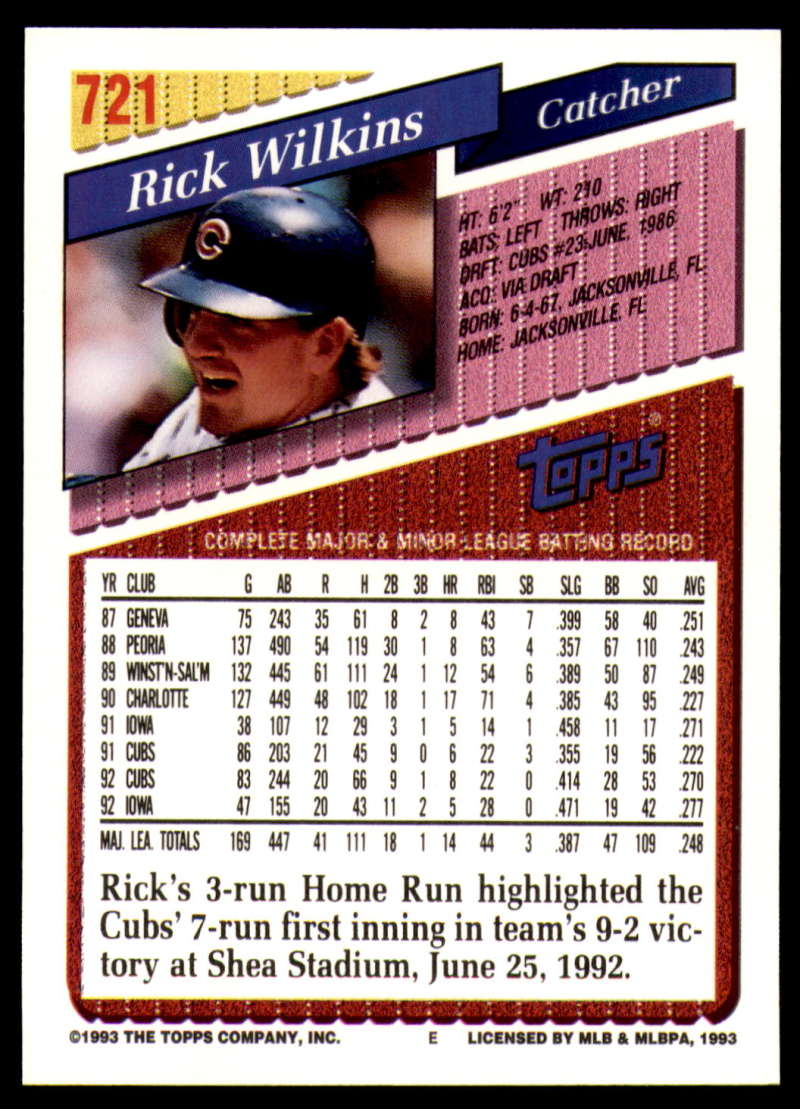 721
Rick Wilkins
Catcher
C
HT: 6'2" WT: 210
BATS: LEFT THROWS: RIGHT
DRFT: CUBS #23-JUNE, 1986
ACQ: VIA DRAFT
BORN: 6-4-67, JACKSONVILLE, FL
HOME: JACKSONVILLE, FL
TOPPS®
COMPLETE MAJOR & MINOR LEAGUE BATTING RECORD
YR CLUB G AB R H 2B 3B HR RBI SB SLG BB SO AVG
87 GENEVA 75 243 35 61 8 2 8 43 7 .399 58 40 .251
88 PEORIA 137 490 54 119 30 1 8 63 4 .357 67 110 .243
89 WINST'N-SAL'M 132 445 61 111 24 1 12 54 6 .389 50 87 .249
90 CHARLOTTE 127 449 48 102 18 1 17 71 4 .385 43 95 .227
91 IOWA 38 107 12 29 3 1 5 14 1 .458 11 17 .271
91 CUBS 86 203 21 45 9 0 6 22 3 .355 19 56 .222
92 CUBS 83 244 20 66 9 1 8 22 0 .414 28 53 .270
92 IOWA 47 155 20 43 11 2 5 28 0 .471 19 42 .277
MAJ. LEA. TOTALS 169 447 41 111 18 1 14 44 3 .387 47 109 .248
Rick's 3-run Home Run highlighted the
Cubs' 7-run first inning in team's 9-2 vic-
tory at Shea Stadium, June 25, 1992.
©1993 THE TOPPS COMPANY, INC. E LICENSED BY MLB & MLBPA, 1993